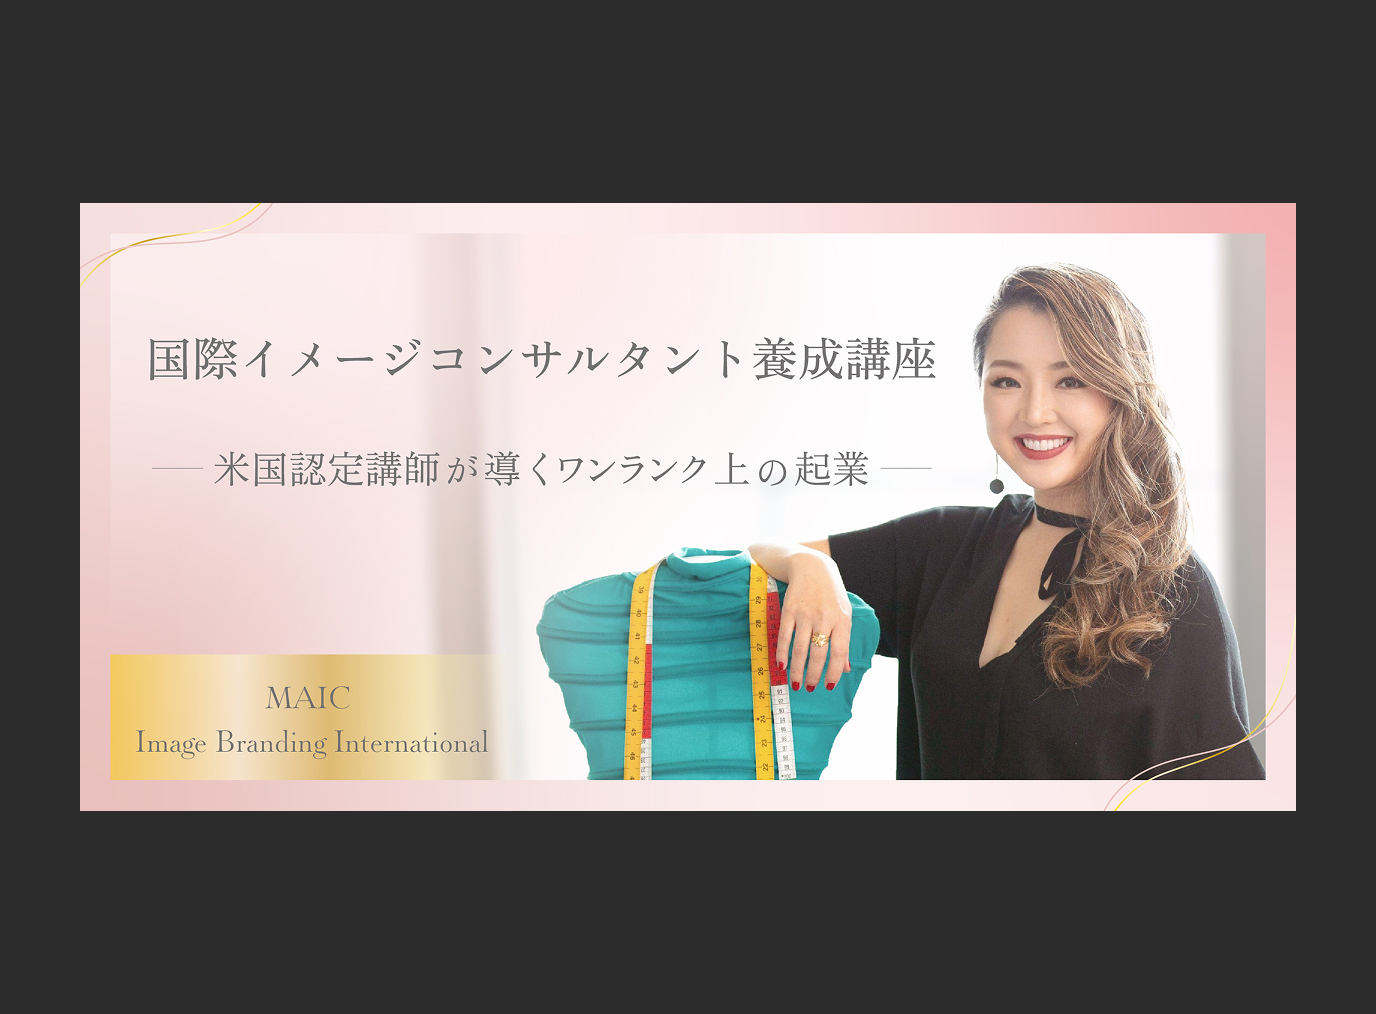 国際イメージコンサルタント養成講座
米国認定講師が導くワンランク上の起業
MAIC
Image Branding International